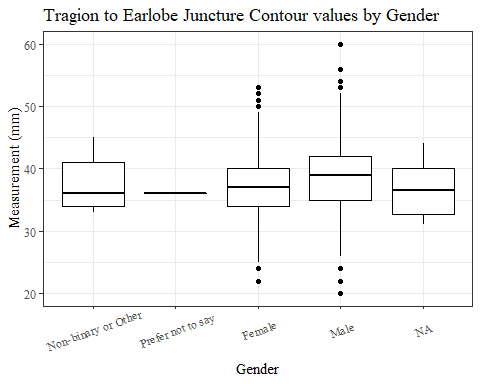 Tragion to Earlobe Juncture Contour values by Gender
Measurement (mm)
60
50
40
30
20
Non-binary or Other
Prefer not to say
Female
Male
NA
Gender